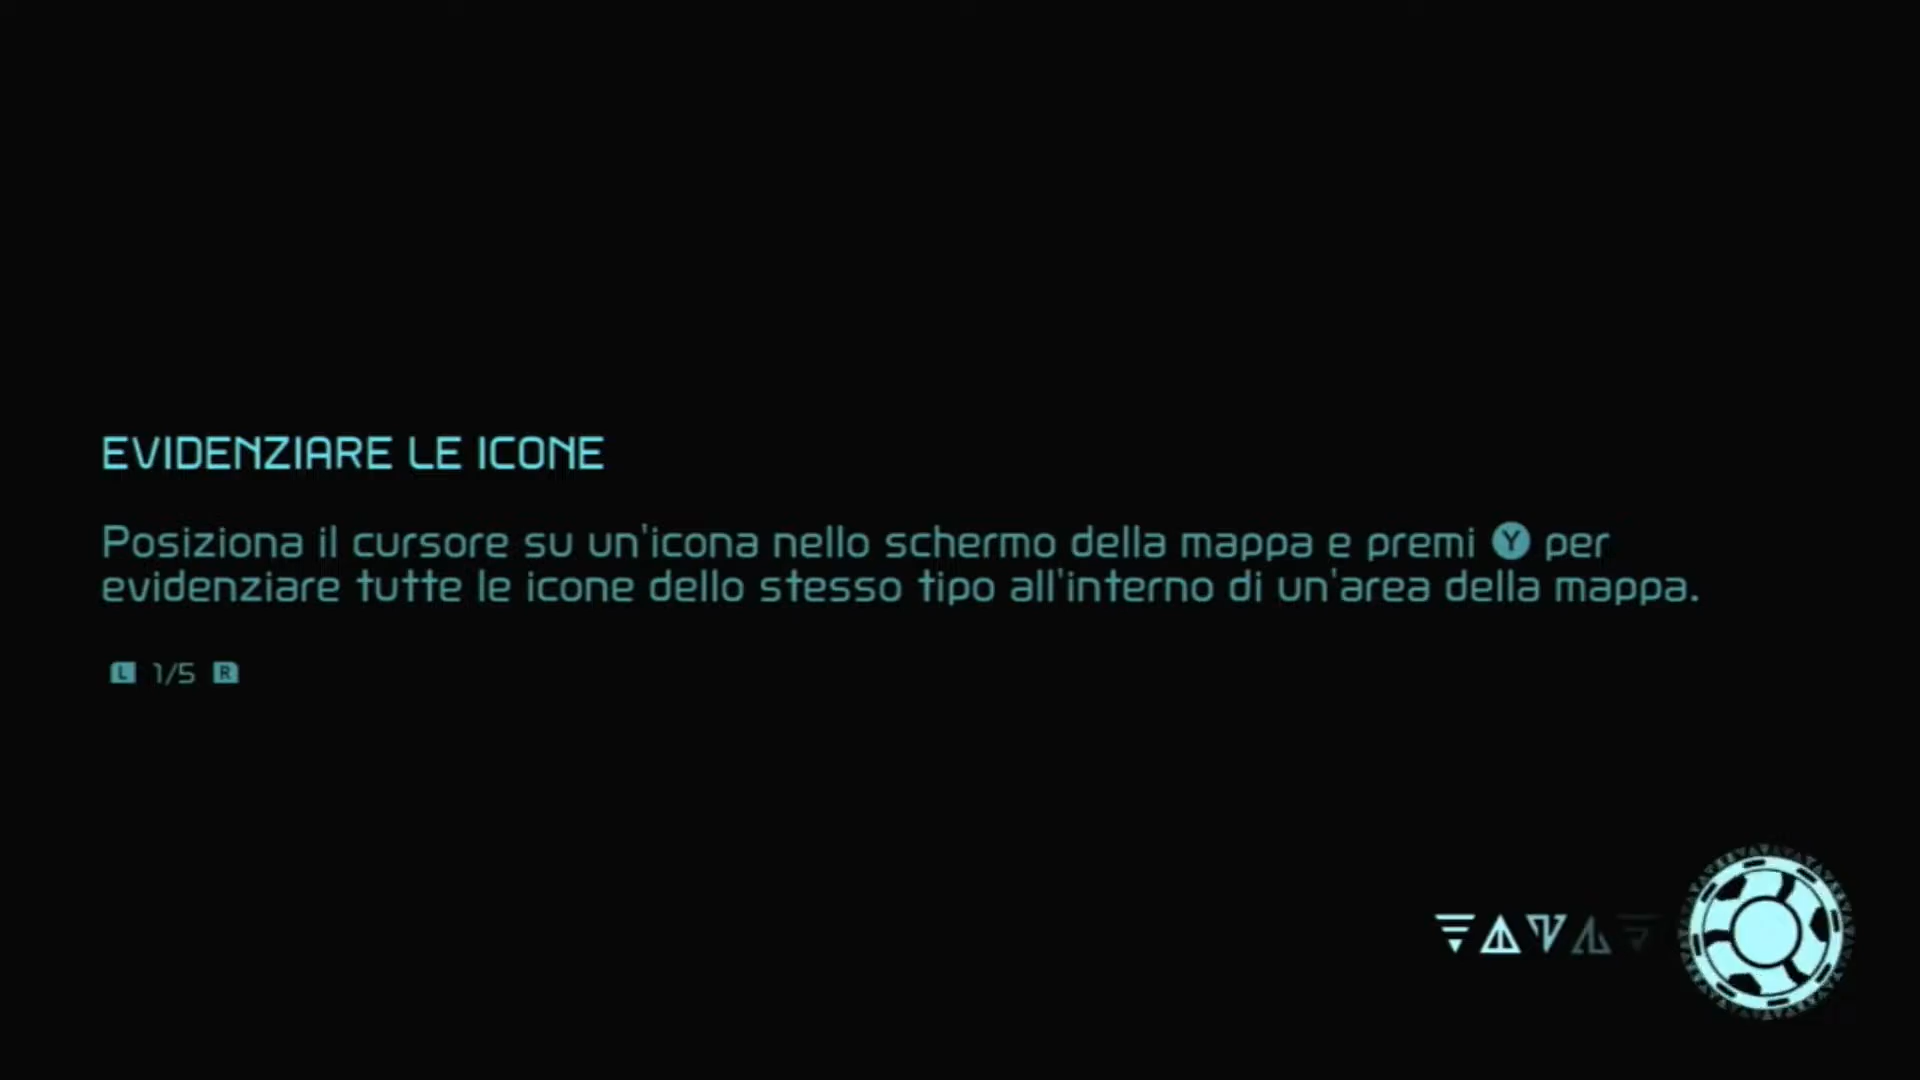 EVIDENZIARE LE ICONE
Posiziona il cursore su un'icona nello schermo della mappa e premi Y per
evidenziare tutte le icone dello stesso tipo all'interno di un'area della mappa.
L 1/5 R